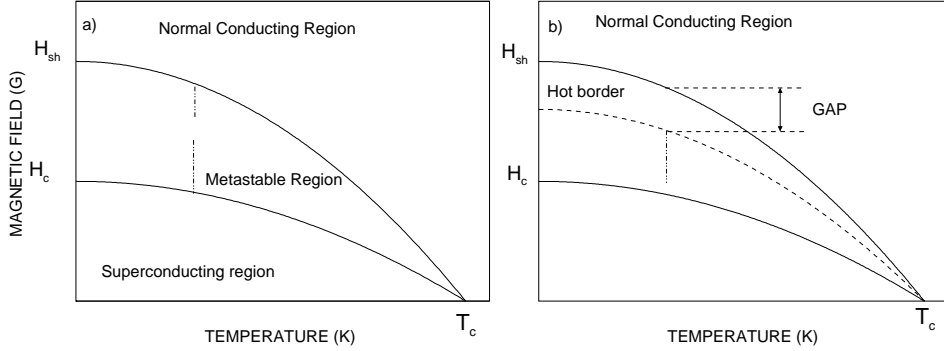 a)
Normal Conducting Region
H_sh
H_c
Metastable Region
Superconducting region
T_c
TEMPERATURE (K)
MAGNETIC FIELD (G)
b)
Normal Conducting Region
H_sh
Hot border
GAP
H_c
T_c
TEMPERATURE (K)